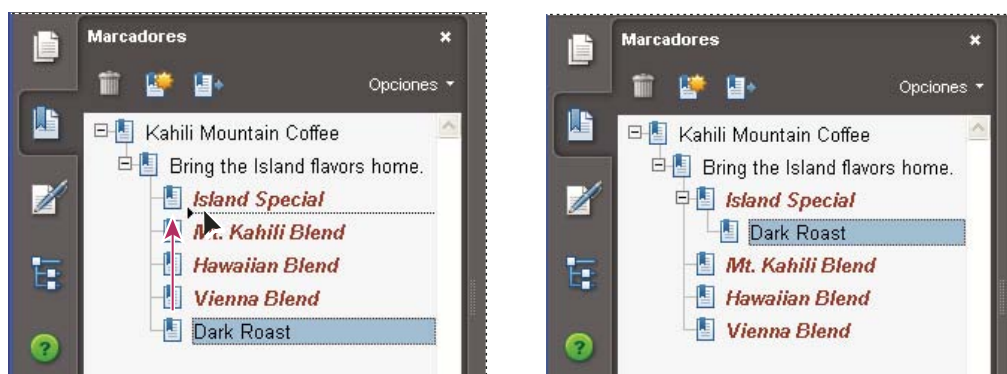 Marcadores
Opciones
Kahili Mountain Coffee
Bring the Island flavors home.
Island Special
Mt. Kahili Blend
Hawaiian Blend
Vienna Blend
Dark Roast
?
Marcadores
Opciones
Kahili Mountain Coffee
Bring the Island flavors home.
Island Special
Dark Roast
Mt. Kahili Blend
Hawaiian Blend
Vienna Blend
?